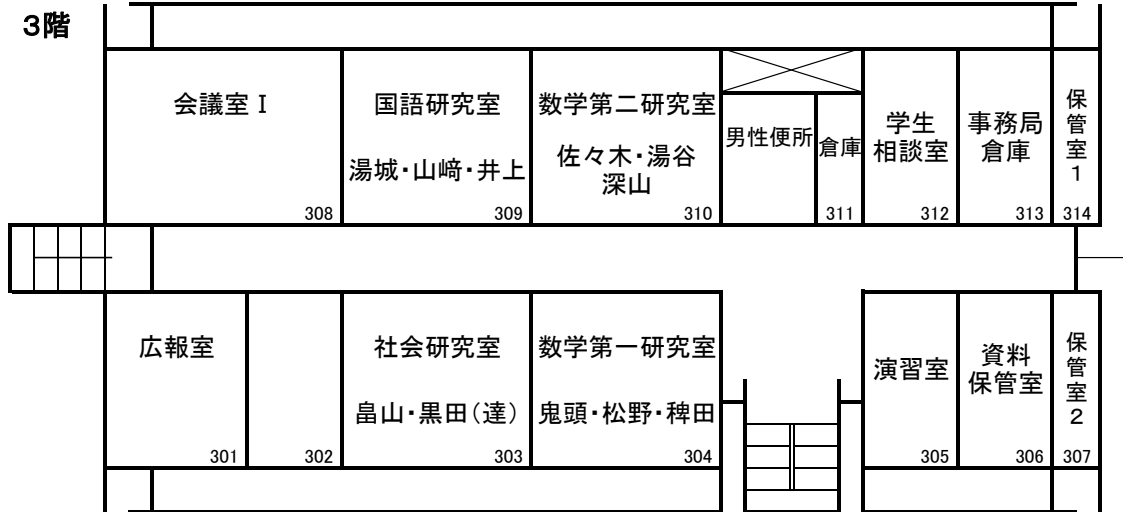 3階
会議室Ⅰ
308
国語研究室
湯城・山﨑・井上
309
数学第二研究室
佐々木・湯谷
深山
310
男性便所
倉庫
311
学生
相談室
312
事務局
倉庫
313
保管室1
314
広報室
301
302
社会研究室
畠山・黒田(達)
303
数学第一研究室
鬼頭・松野・稗田
304
演習室
305
資料
保管室
306
保管室2
307